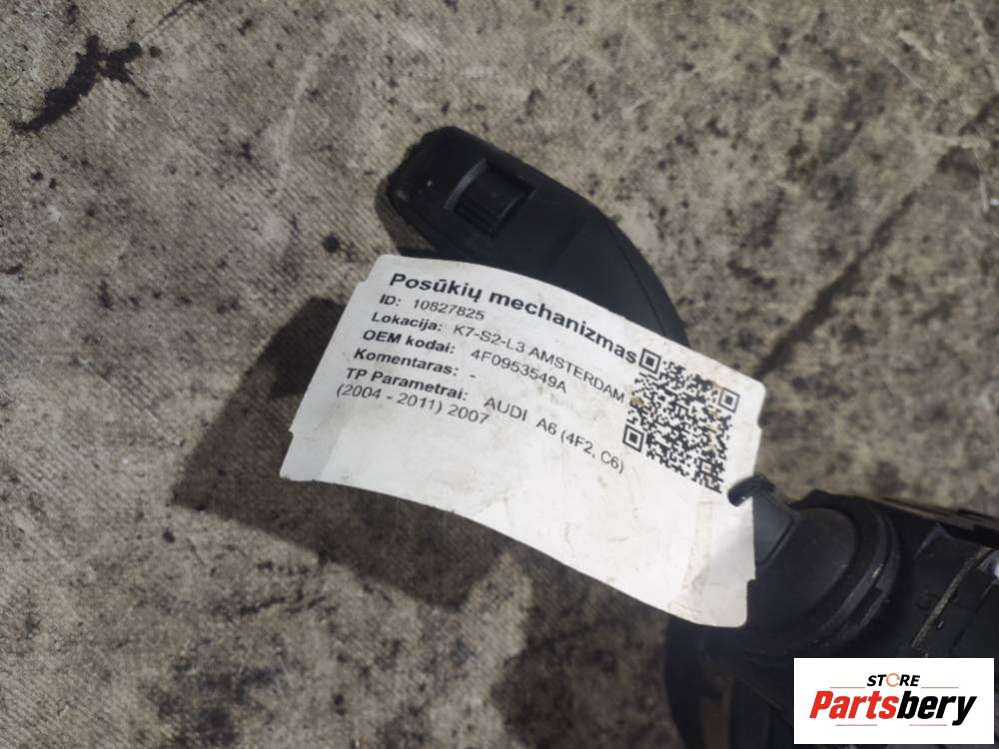 Posūkių mechanizmas
ID: 10827825
Lokacija: K7-S2-L3 AMSTERDAM
OEM kodai: 4F0953549A
Komentaras: -
TP Parametrai: AUDI A6 (4F2, C6)
(2004 - 2011) 2007
STORE
Partsbery